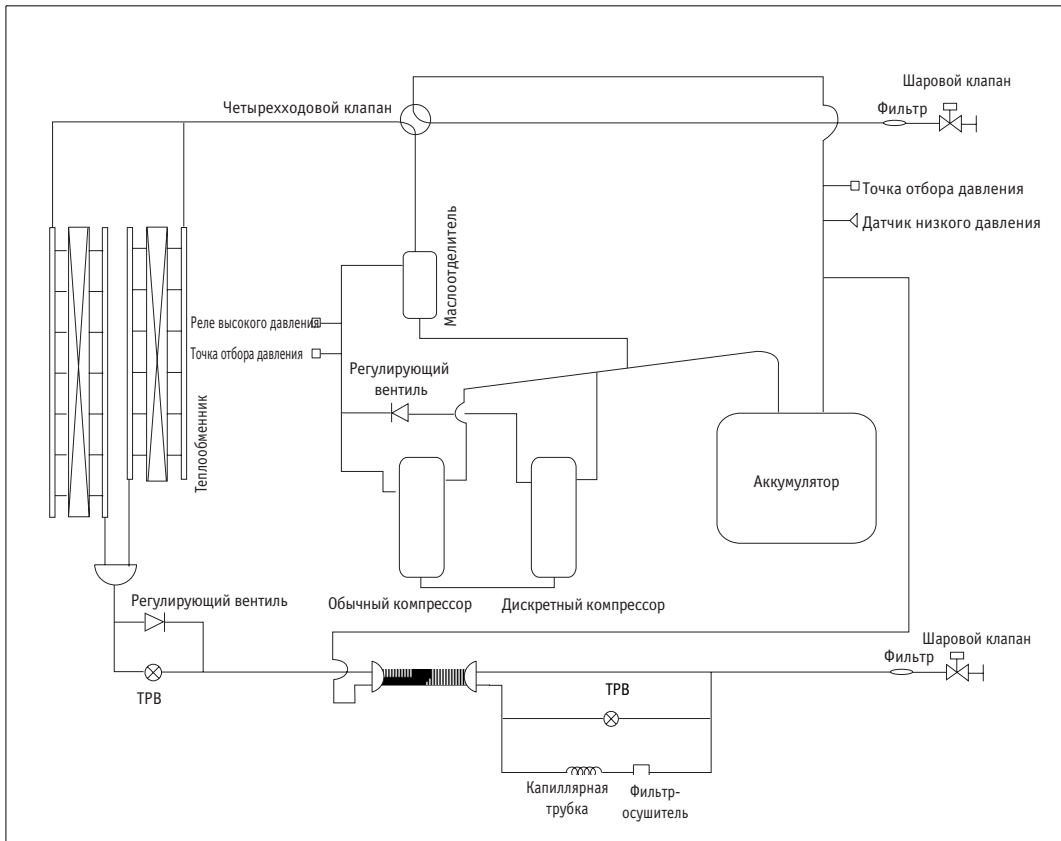 Шаровой клапан
Четырехходовой клапан
Фильтр
Точка отбора давления
Датчик низкого давления
Маслоотделитель
Реле высокого давления
Точка отбора давления
Регулирующий
вентиль
Теплообменник
Аккумулятор
Регулирующий вентиль
Обычный компрессор
Дискретный компрессор
Шаровой клапан
Фильтр
ТРВ
ТРВ
Капиллярная
трубка
Фильтр-
осушитель